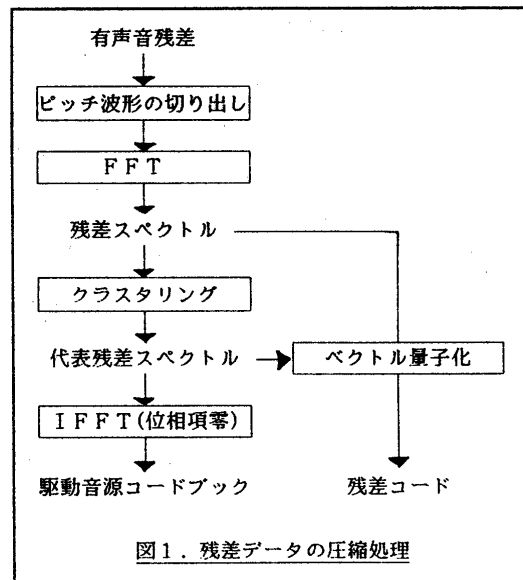 有声音残差
ピッチ波形の切り出し
ＦＦＴ
残差スペクトル
クラスタリング
代表残差スペクトル
ベクトル量子化
ＩＦＦＴ(位相項零)
駆動音源コードブック
残差コード
図１．残差データの圧縮処理